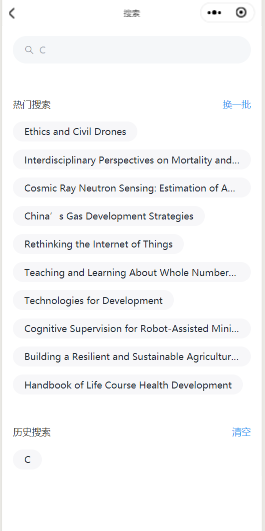 搜索
C
热门搜索 换一批
Ethics and Civil Drones
Interdisciplinary Perspectives on Mortality and...
Cosmic Ray Neutron Sensing: Estimation of A...
China's Gas Development Strategies
Rethinking the Internet of Things
Teaching and Learning About Whole Number...
Technologies for Development
Cognitive Supervision for Robot-Assisted Mini...
Building a Resilient and Sustainable Agricultur...
Handbook of Life Course Health Development
历史搜索 清空
C